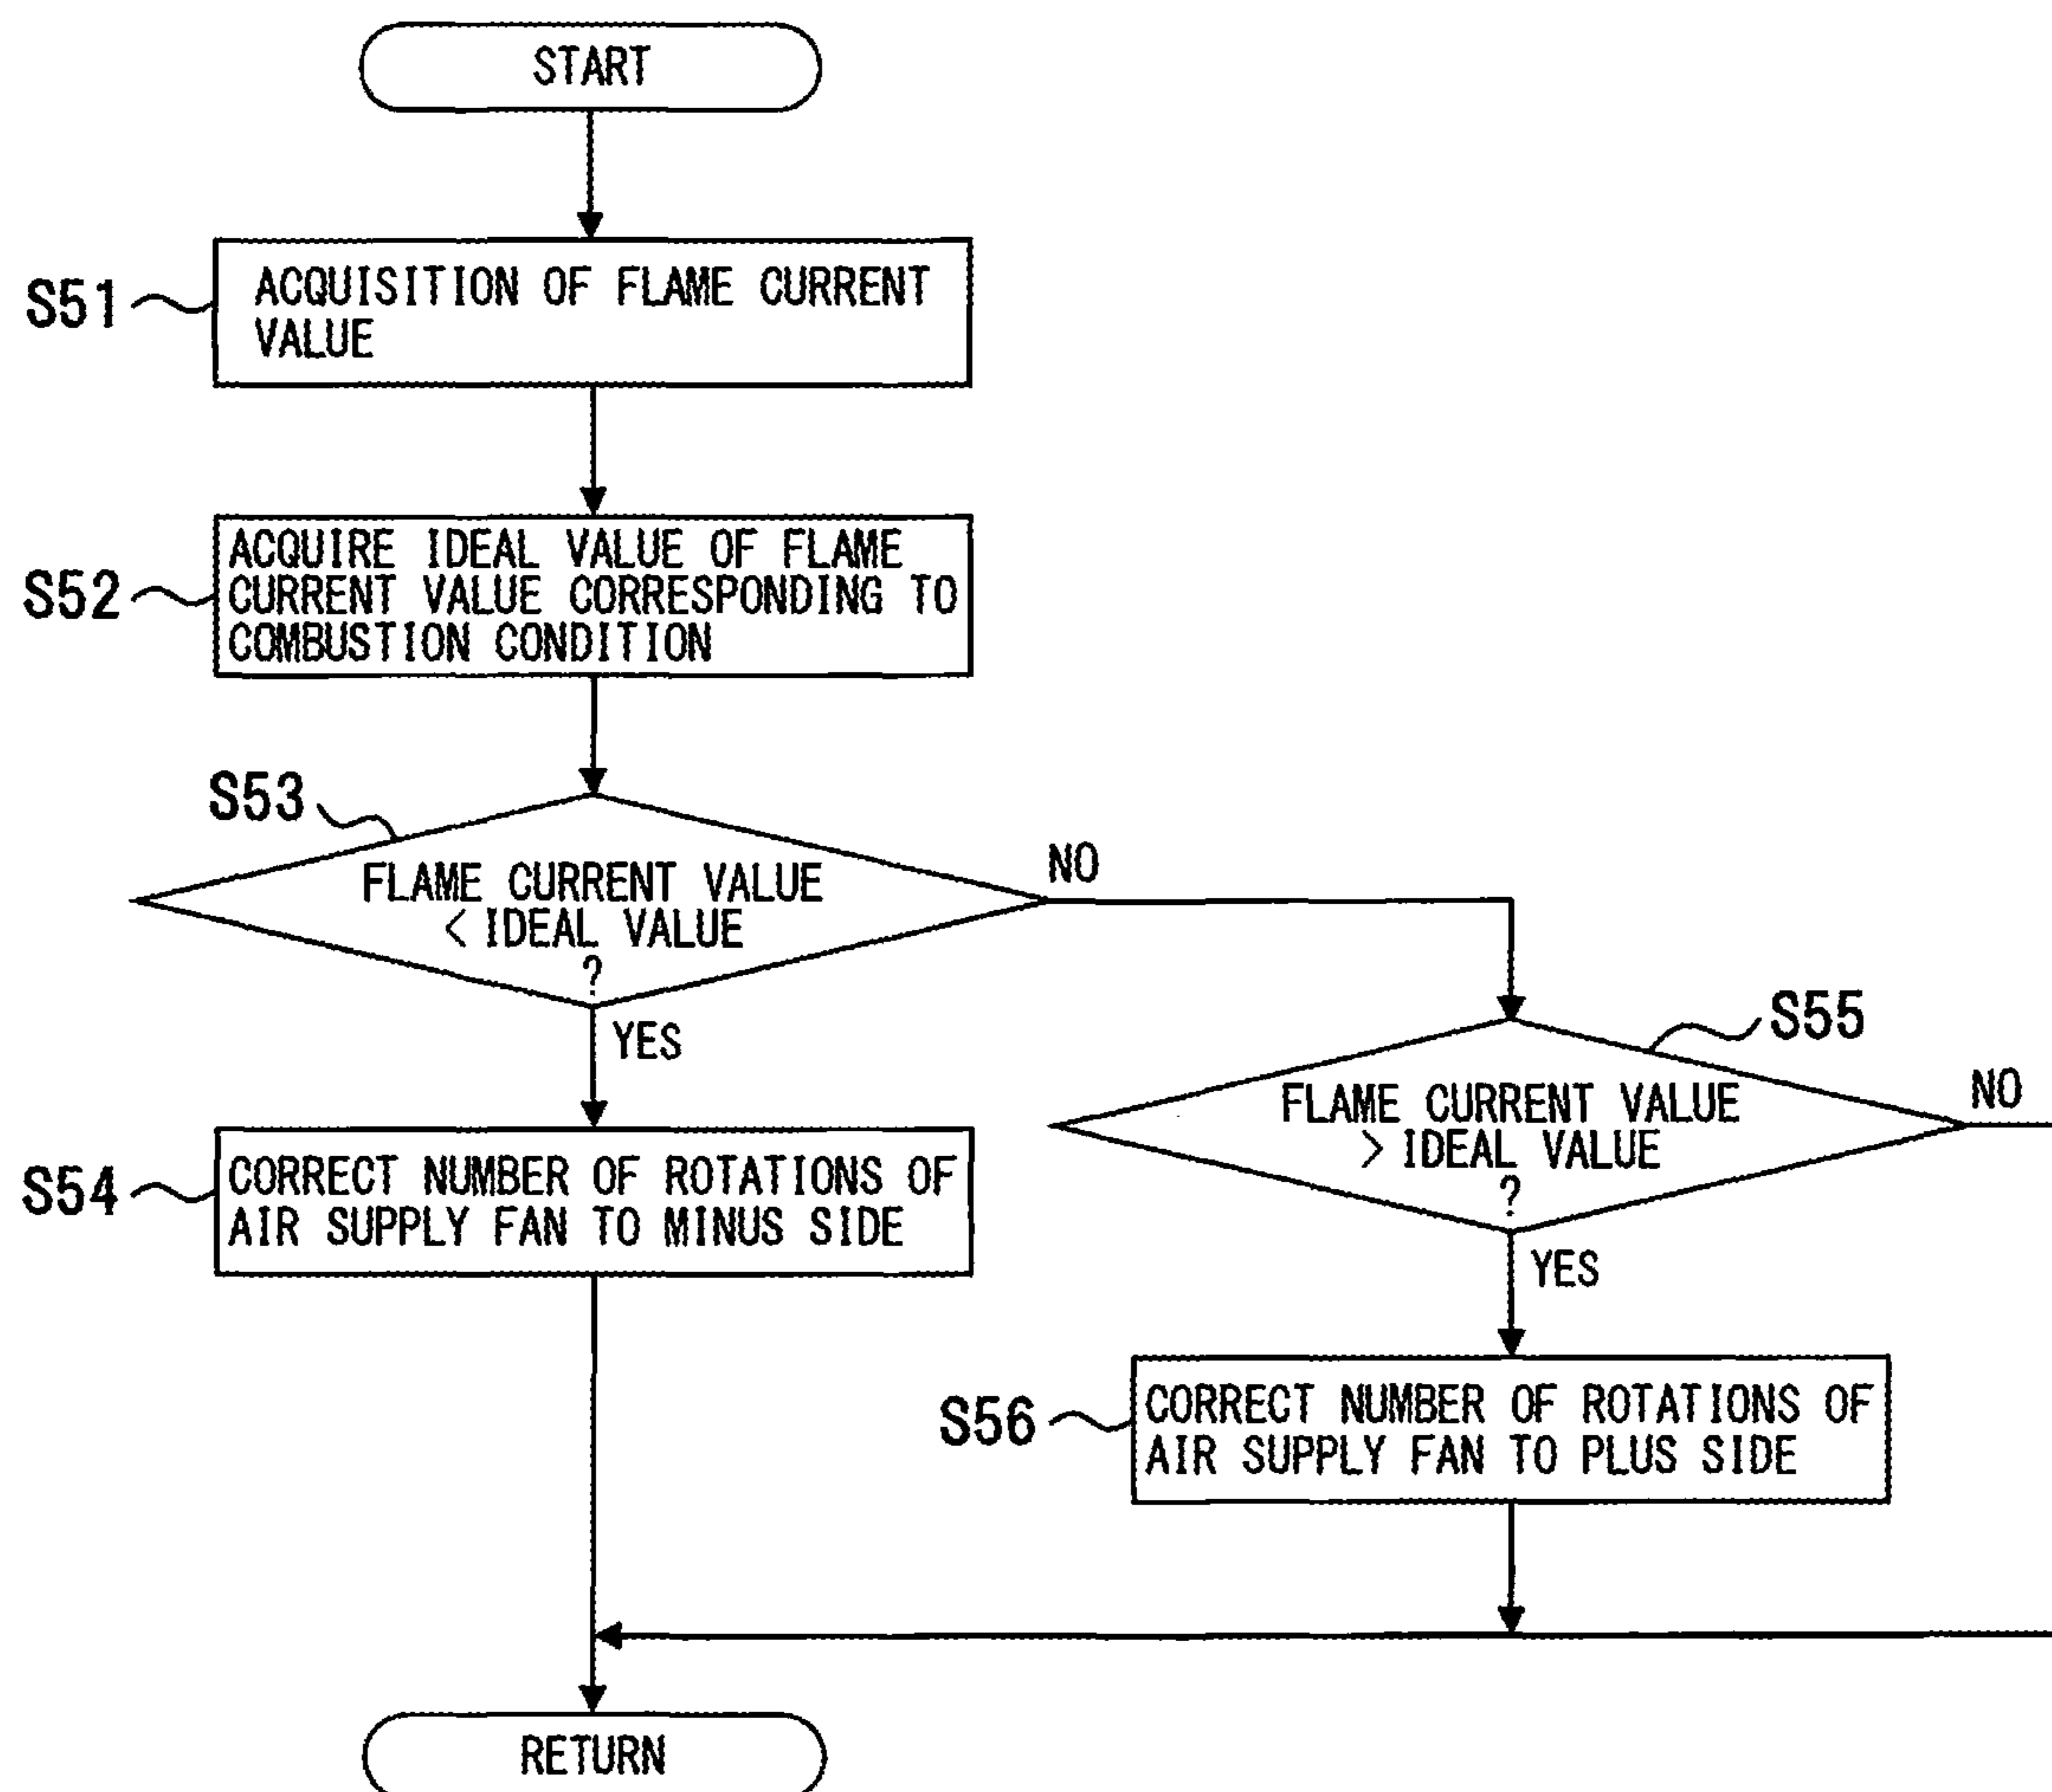 START
S51
ACQUISITION OF FLAME CURRENT
VALUE
S52
ACQUIRE IDEAL VALUE OF FLAME
CURRENT VALUE CORRESPONDING TO
COMBUSTION CONDITION
S53
FLAME CURRENT VALUE
< IDEAL VALUE
?
NO
YES
S54
CORRECT NUMBER OF ROTATIONS OF
AIR SUPPLY FAN TO MINUS SIDE
S55
FLAME CURRENT VALUE
> IDEAL VALUE
?
NO
YES
S56
CORRECT NUMBER OF ROTATIONS OF
AIR SUPPLY FAN TO PLUS SIDE
RETURN